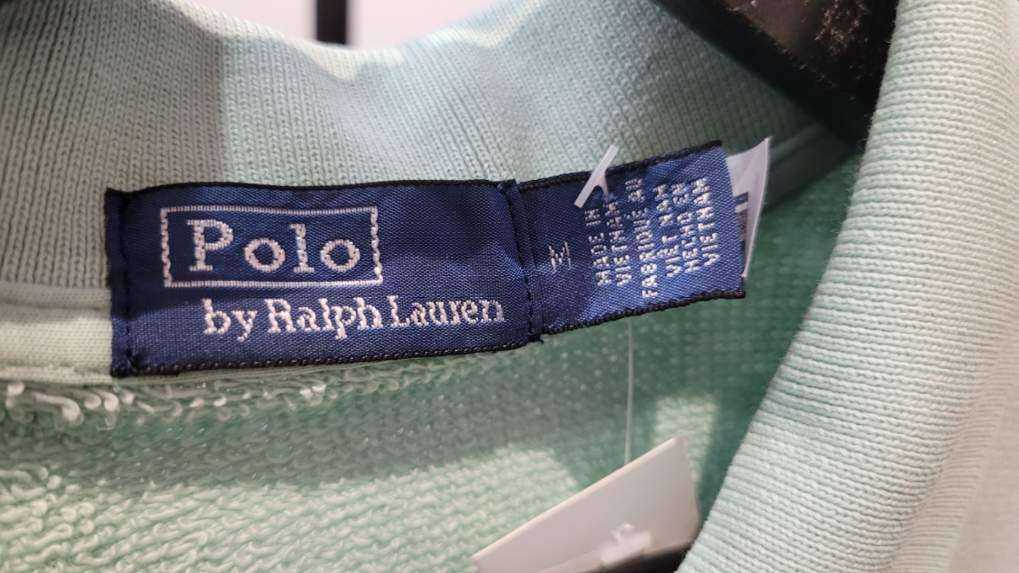 Polo
by Ralph Lauren
M
MADE IN
VIETNAM
FABRIQUE AU
VIET NAM
HECHO EN
VIETNAM